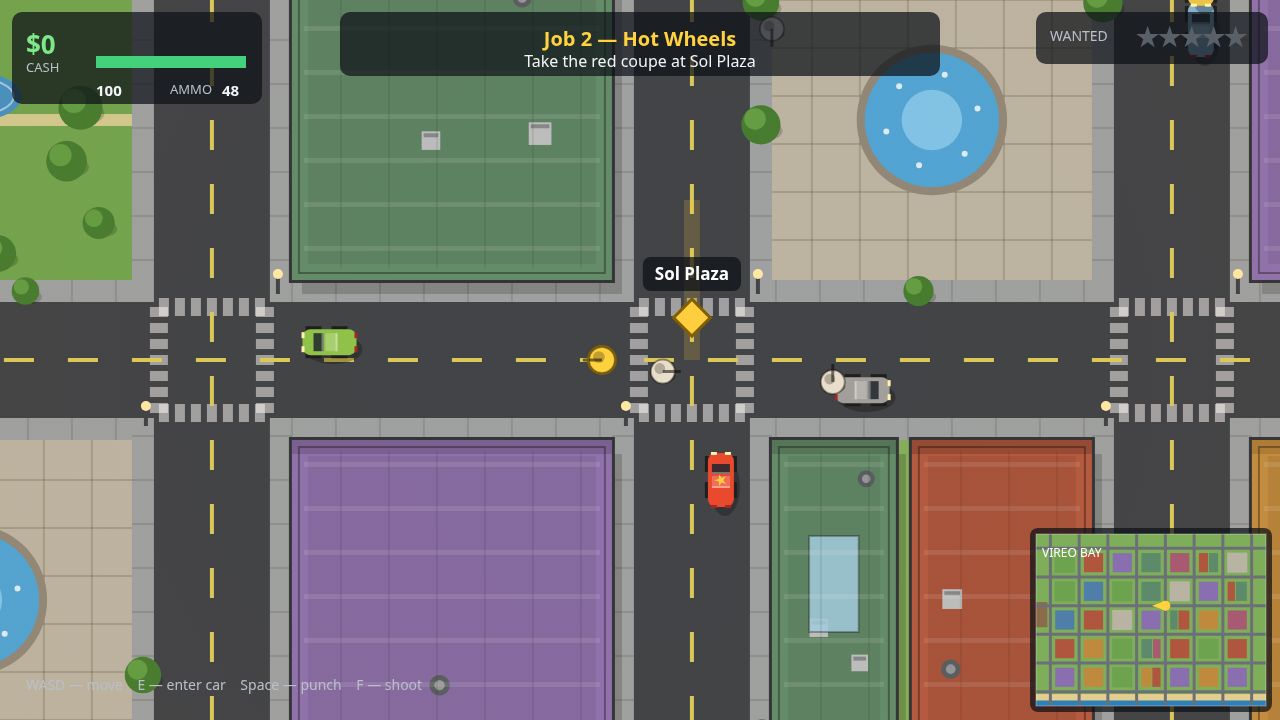 $0
CASH
100
AMMO 48
Job 2 — Hot Wheels
Take the red coupe at Sol Plaza
WANTED
Sol Plaza
VIREO BAY
WASD — move E — enter car Space — punch F — shoot